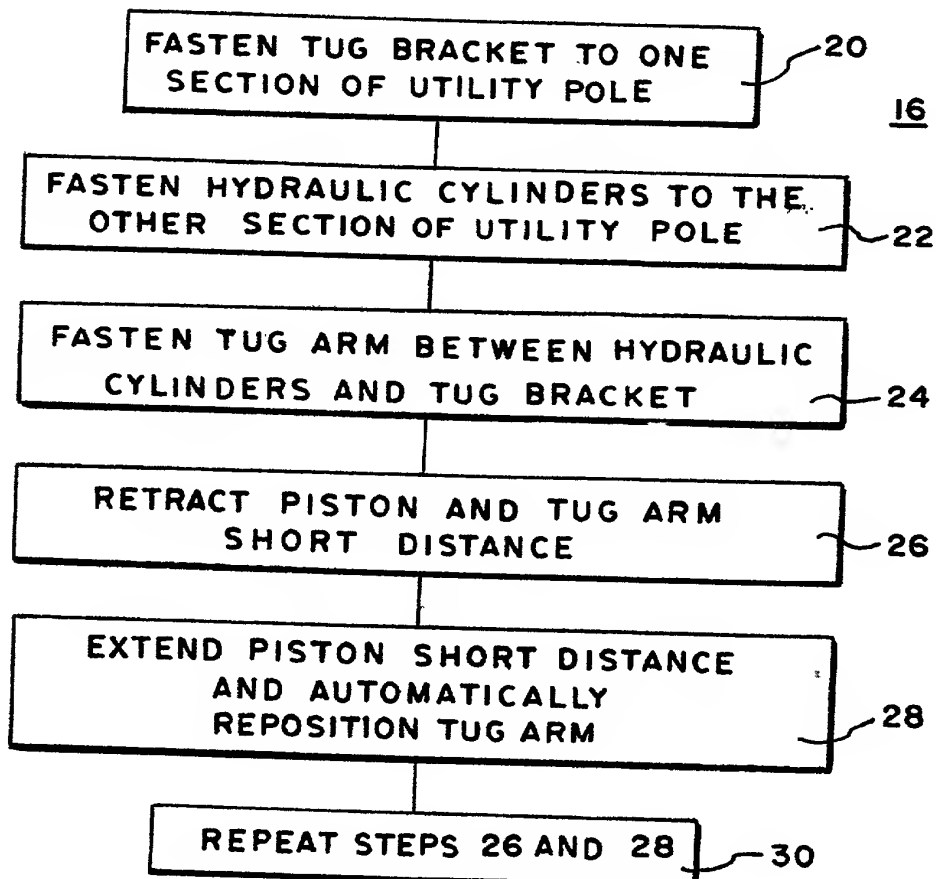 FASTEN TUG BRACKET TO ONE
SECTION OF UTILITY POLE
20
16
FASTEN HYDRAULIC CYLINDERS TO THE
OTHER SECTION OF UTILITY POLE
22
FASTEN TUG ARM BETWEEN HYDRAULIC
CYLINDERS AND TUG BRACKET
24
RETRACT PISTON AND TUG ARM
SHORT DISTANCE
26
EXTEND PISTON SHORT DISTANCE
AND AUTOMATICALLY
REPOSITION TUG ARM
28
REPEAT STEPS 26 AND 28
30